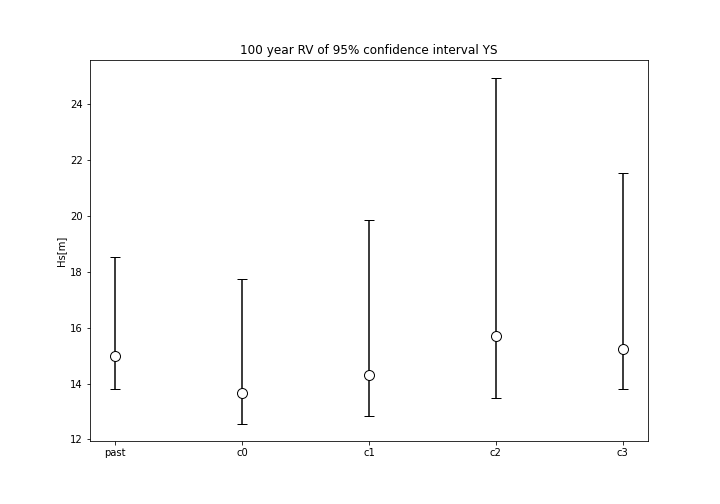 100 year RV of 95% confidence interval YS
24
22
20
18
16
14
12
Hs[m]
past c0 c1 c2 c3